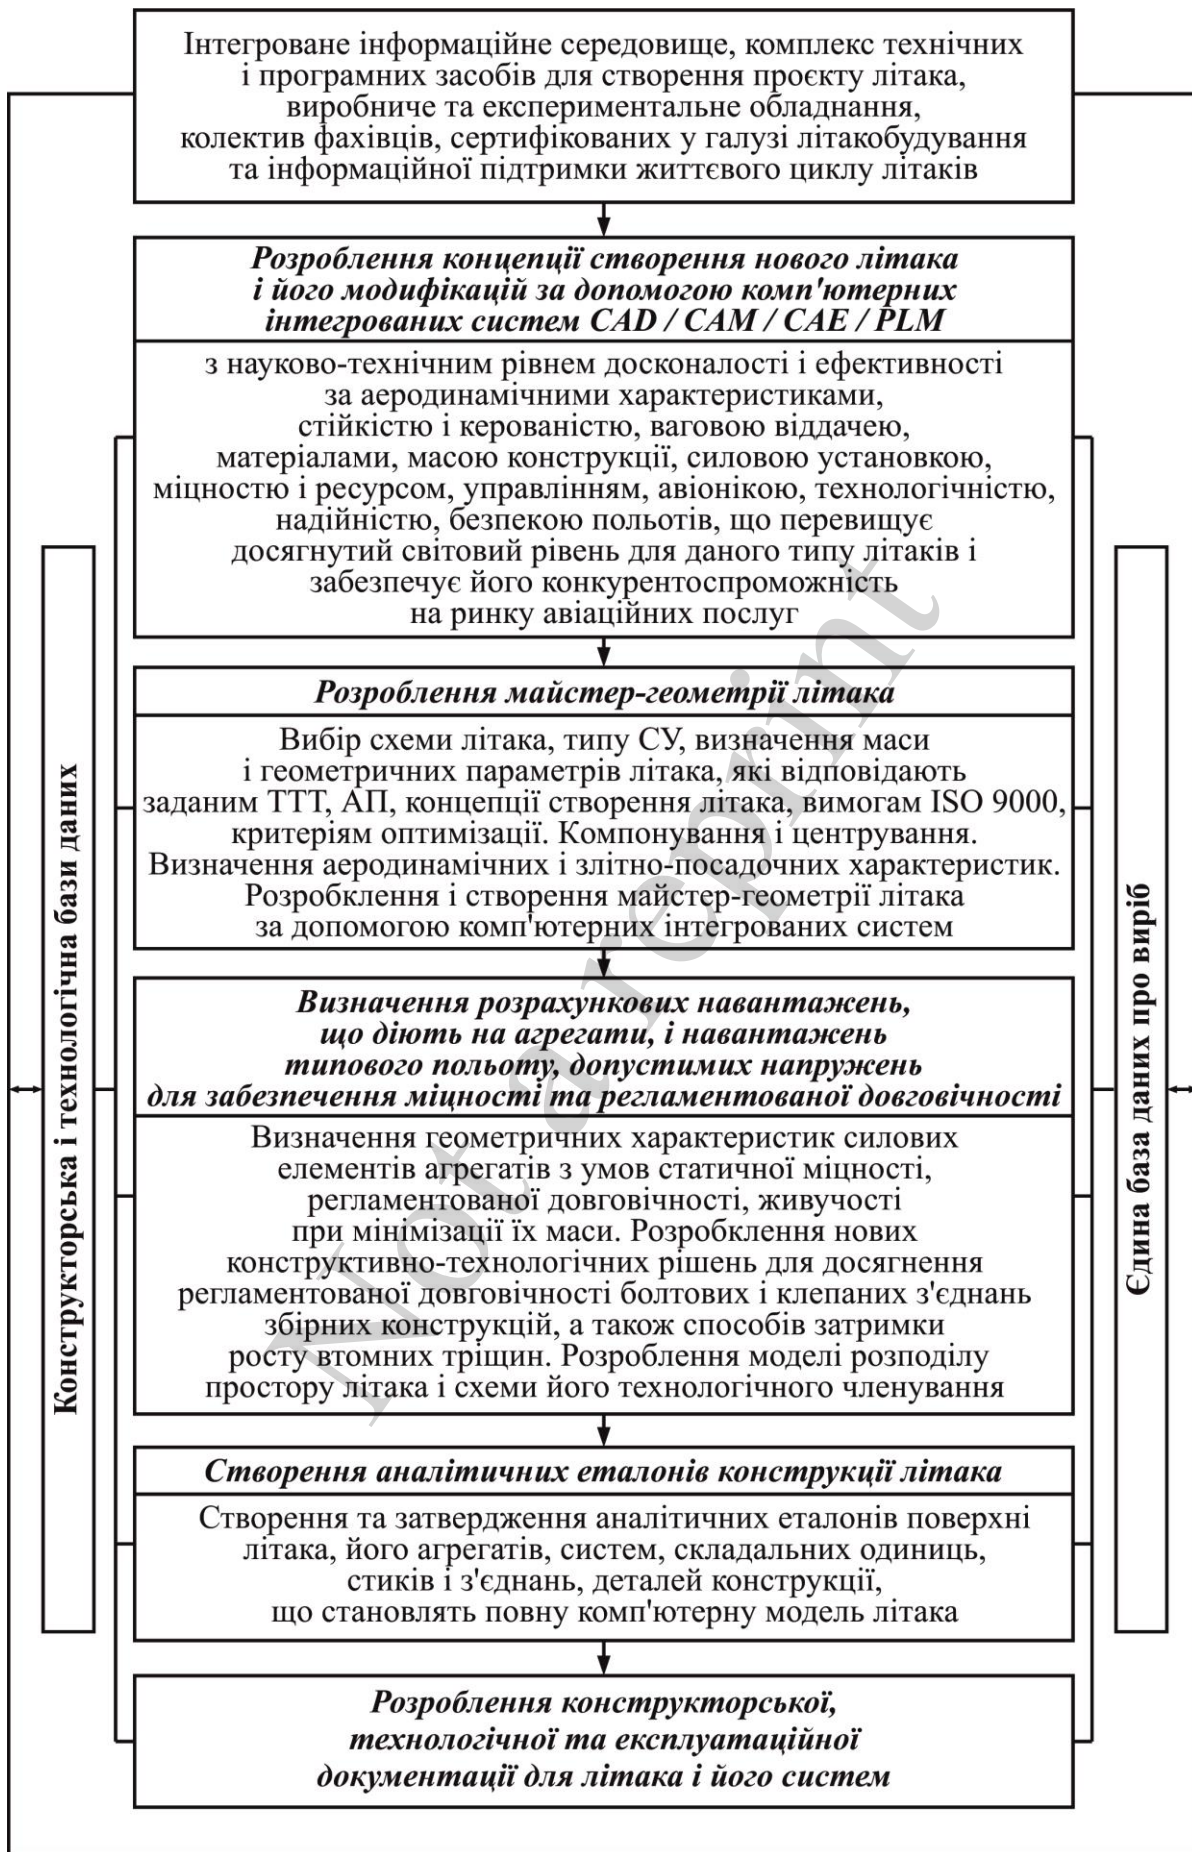 Інтегроване інформаційне середовище, комплекс технічних
і програмних засобів для створення проєкту літака,
виробниче та експериментальне обладнання,
колектив фахівців, сертифікованих у галузі літакобудування
та інформаційної підтримки життєвого циклу літаків
Розроблення концепції створення нового літака
і його модифікацій за допомогою комп'ютерних
інтегрованих систем CAD / CAM / CAE / PLM
з науково-технічним рівнем досконалості і ефективності
за аеродинамічними характеристиками,
стійкістю і керованістю, ваговою віддачею,
матеріалами, масою конструкції, силовою установкою,
міцностю і ресурсом, управлінням, авіонікою, технологічністю,
надійністю, безпекою польотів, що перевищує
досягнутий світовий рівень для даного типу літаків і
забезпечує його конкурентоспроможність
на ринку авіаційних послуг
Розроблення майстер-геометрії літака
Вибір схеми літака, типу СУ, визначення маси
і геометричних параметрів літака, які відповідають
заданим ТТТ, АП, концепції створення літака, вимогам ISO 9000,
критеріям оптимізації. Компонування і центрування.
Визначення аеродинамічних і злітно-посадочних характеристик.
Розробклення і створення майстер-геометрії літака
за допомогою комп'ютерних інтегрованих систем
Визначення розрахункових навантажень,
що діють на агрегати, і навантажень
типового польоту, допустимих напружень
для забезпечення міцності та регламентованої довговічності
Визначення геометричних характеристик силових
елементів агрегатів з умов статичної міцності,
регламентованої довговічності, живучості
при мінімізації їх маси. Розробклення нових
конструктивно-технологічних рішень для досягнення
регламентованої довговічності болтових і клепаних з'єднань
збірних конструкцій, а також способів затримки
росту втомних тріщин. Розроблення моделі розподілу
простору літака і схеми його технологічного членування
Створення аналітичних еталонів конструкції літака
Створення та затвердження аналітичних еталонів поверхні
літака, його агрегатів, систем, складальних одиниць,
стиків і з'єднань, деталей конструкції,
що становлять повну комп'ютерну модель літака
Розроблення конструкторської,
технологічної та експлуатаційної
документації для літака і його систем
Конструкторська і технологічна бази даних
Єдина база даних про виріб
Not a reprint